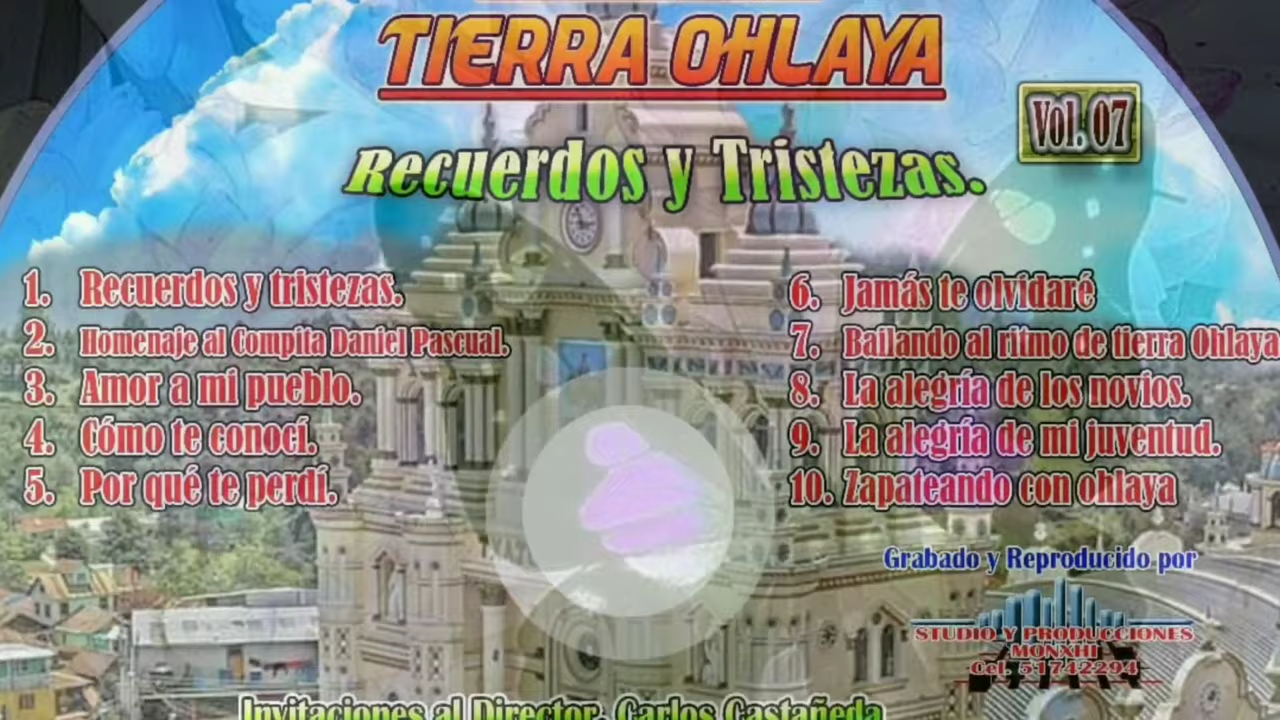 TIERRA OHLAYA
Vol. 07
Recuerdos y Tristezas.
1. Recuerdos y tristezas.
2. Homenaje al Compita Daniel Pascual.
3. Amor a mi pueblo.
4. Cómo te conocí.
5. Por qué te perdí.
6. Jamás te olvidaré
7. Bailando al ritmo de tierra Ohlaya
8. La alegría de los novios.
9. La alegría de mi juventud.
10. Zapateando con ohlaya
Grabado y Reproducido por
STUDIO Y PRODUCCIONES
MONXHI
Cel. 51742294
Invitaciones al Director. Carlos Castañeda